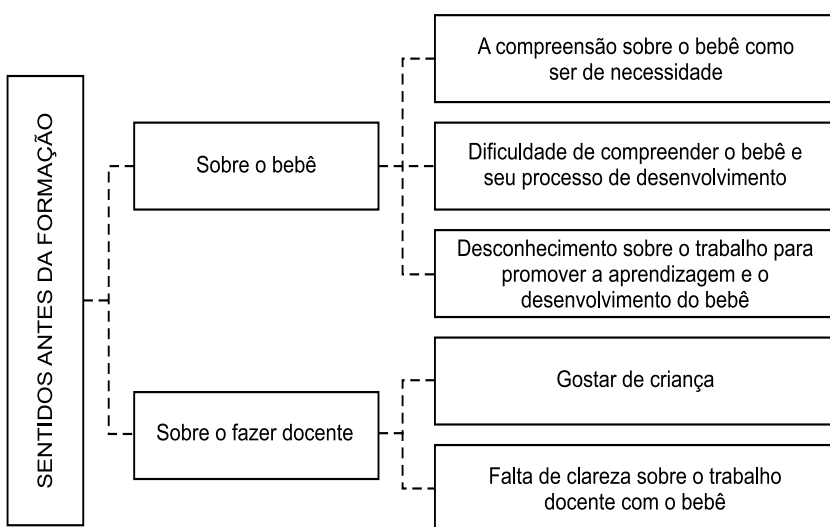 SENTIDOS ANTES DA FORMAÇÃO
Sobre o bebê
A compreensão sobre o bebê como
ser de necessidade
Dificuldade de compreender o bebê e
seu processo de desenvolvimento
Desconhecimento sobre o trabalho para
promover a aprendizagem e o
desenvolvimento do bebê
Sobre o fazer docente
Gostar de criança
Falta de clareza sobre o trabalho
docente com o bebê